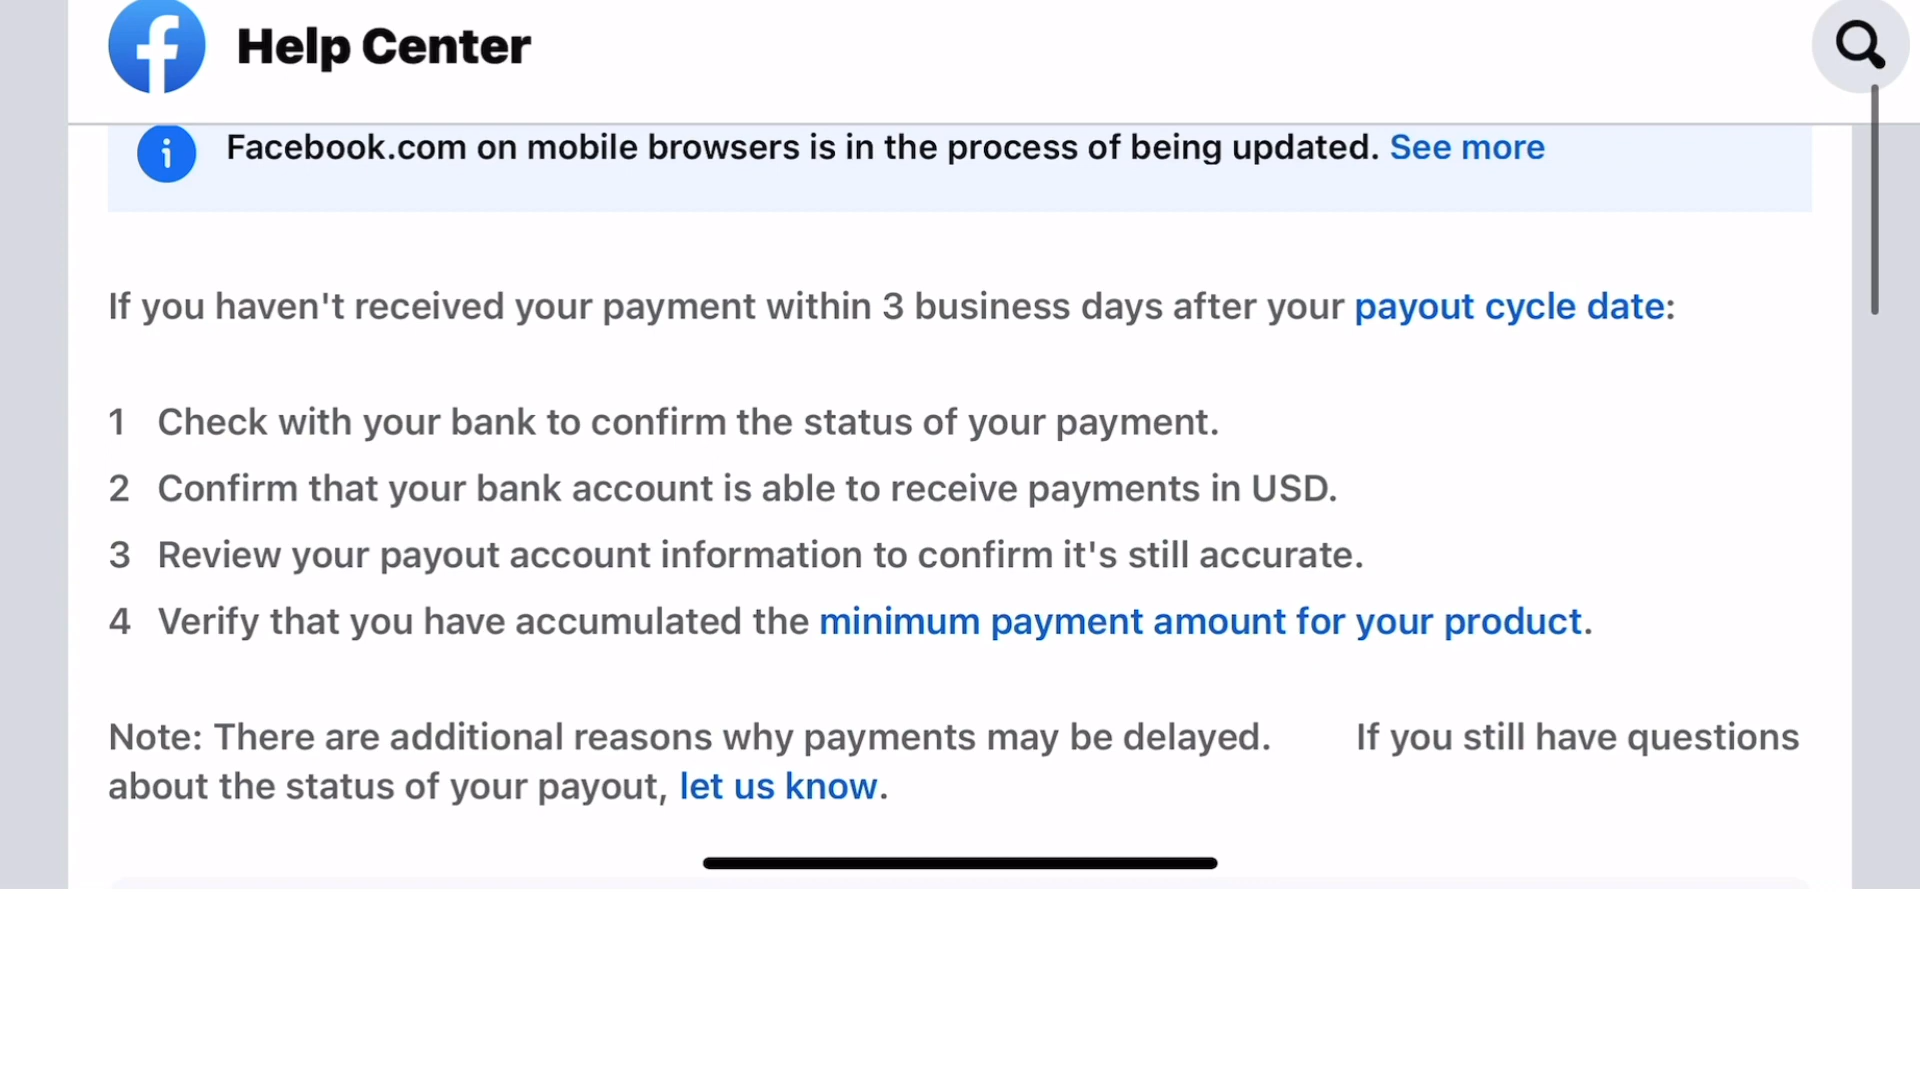 Help Center
Facebook.com on mobile browsers is in the process of being updated. See more
If you haven't received your payment within 3 business days after your payout cycle date:
1 Check with your bank to confirm the status of your payment.
2 Confirm that your bank account is able to receive payments in USD.
3 Review your payout account information to confirm it's still accurate.
4 Verify that you have accumulated the minimum payment amount for your product.
Note: There are additional reasons why payments may be delayed. If you still have questions
about the status of your payout, let us know.